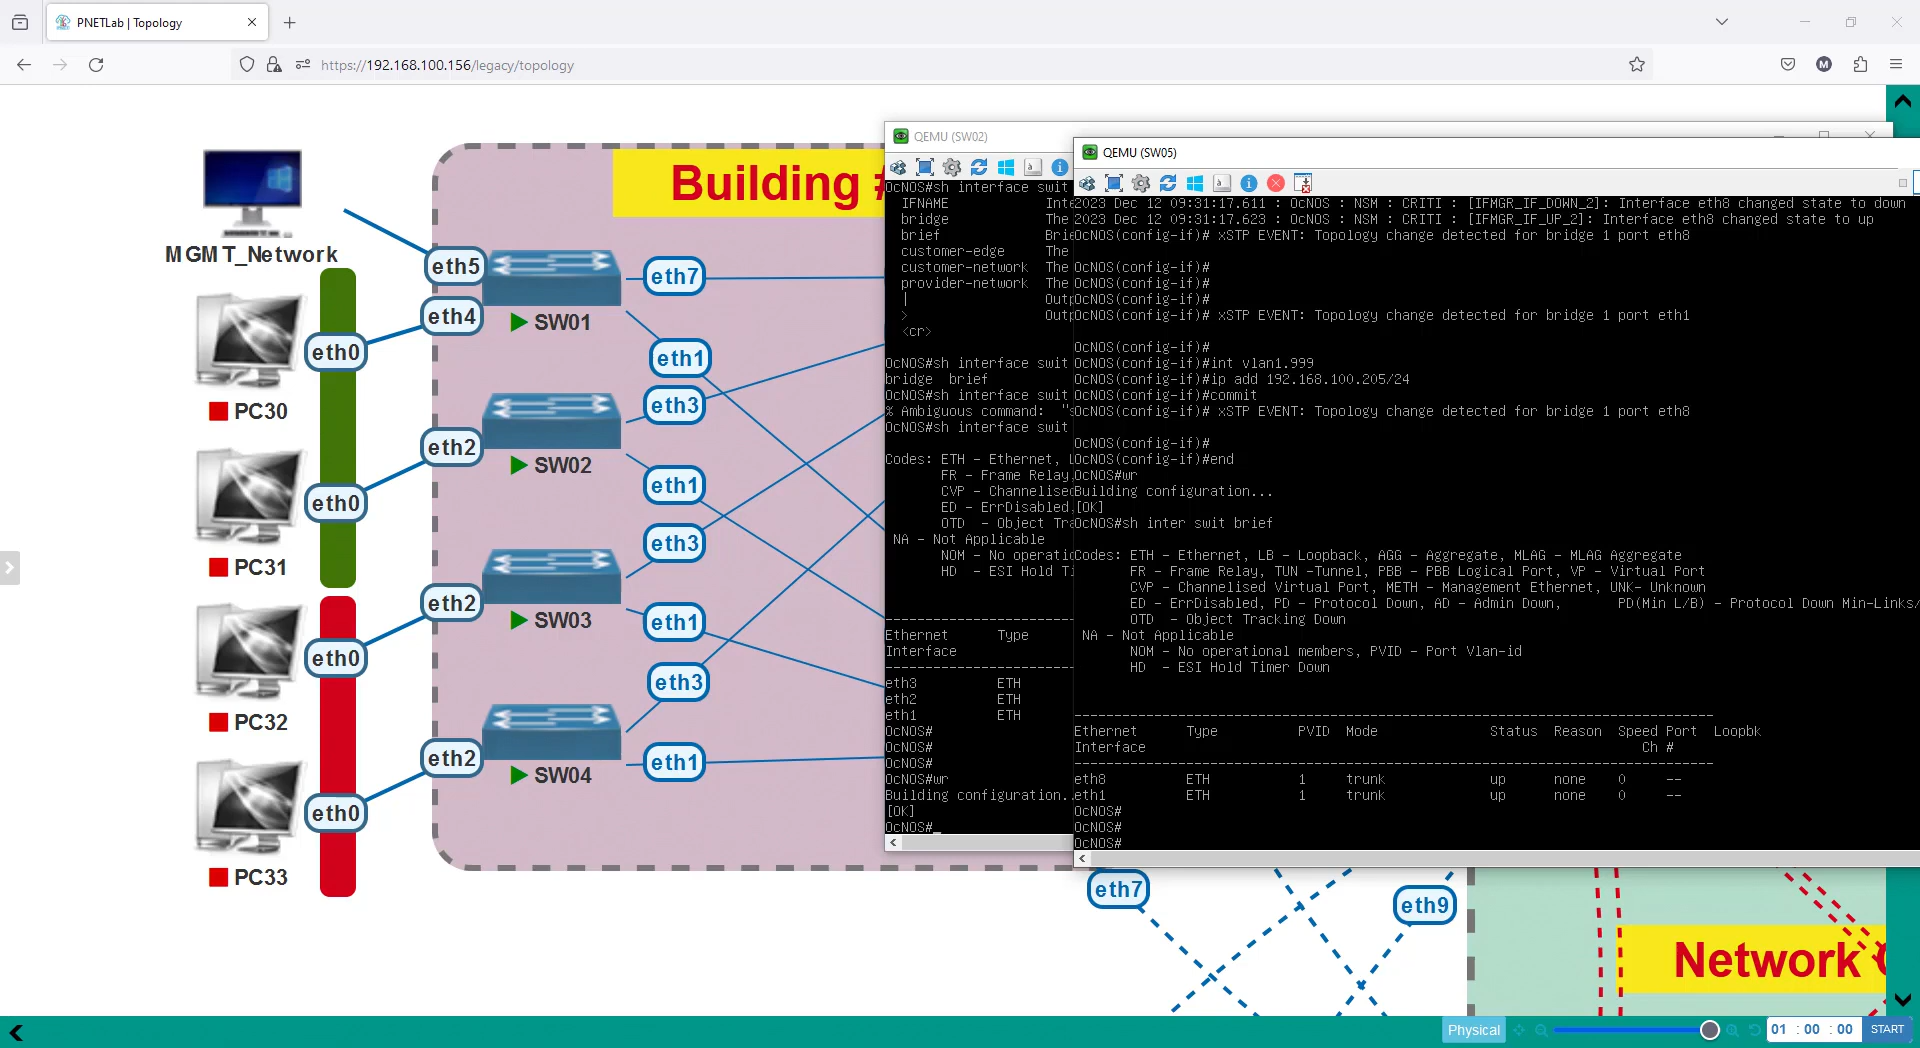 PNETLab | Topology
https://192.168.100.156/legacy/topology
M
Building
MGMT_Network
eth5
eth7
SW01
eth4
eth0
PC30
eth1
eth3
eth2
SW02
eth1
eth0
PC31
eth3
eth2
SW03
eth1
eth0
PC32
eth3
eth2
SW04
eth1
eth0
PC33
eth7
eth9
Network
QEMU (SW02)
OcNOS#sh interface suit
IFNAME Inte
bridge The
brief Brie
customer-edge The
customer-network The
provider-network The
| Outp
> Outp
<cr>
OcNOS#sh interface suit
bridge brief
OcNOS#sh interface suit
% Ambiguous command: "s
OcNOS#sh interface suit
Codes: ETH - Ethernet, L
FR - Frame Relay,
CVP - Channelised
ED - ErrDisabled,
OTD - Object Tra
NA - Not Applicable
NOM - No operati
HD - ESI Hold Ti
------------------------
Ethernet Type
Interface
------------------------
eth3 ETH
eth2 ETH
eth1 ETH
OcNOS#
OcNOS#
OcNOS#
OcNOS#wr
Building configuration..
[OK]
OcNOS#_
QEMU (SW05)
2023 Dec 12 09:31:17.611 : OcNOS : NSM : CRITI : [IFMGR_IF_DOWN_2]: Interface eth8 changed state to down
2023 Dec 12 09:31:17.623 : OcNOS : NSM : CRITI : [IFMGR_IF_UP_2]: Interface eth8 changed state to up
OcNOS(config-if)# xSTP EVENT: Topology change detected for bridge 1 port eth8
OcNOS(config-if)#
OcNOS(config-if)#
OcNOS(config-if)#
OcNOS(config-if)# xSTP EVENT: Topology change detected for bridge 1 port eth1
OcNOS(config-if)#
OcNOS(config-if)#int vlan1.999
OcNOS(config-if)#ip add 192.168.100.205/24
OcNOS(config-if)#commit
OcNOS(config-if)# xSTP EVENT: Topology change detected for bridge 1 port eth8
OcNOS(config-if)#
OcNOS(config-if)#end
OcNOS#wr
Building configuration...
[OK]
OcNOS#sh inter suit brief
Codes: ETH - Ethernet, LB - Loopback, AGG - Aggregate, MLAG - MLAG Aggregate
FR - Frame Relay, TUN -Tunnel, PBB - PBB Logical Port, VP - Virtual Port
CVP - Channelised Virtual Port, METH - Management Ethernet, UNK- Unknown
ED - ErrDisabled, PD - Protocol Down, AD - Admin Down, PD(Min L/B) - Protocol Down Min-Links/
OTD - Object Tracking Down
NA - Not Applicable
NOM - No operational members, PVID - Port Vlan-id
HD - ESI Hold Timer Down
--------------------------------------------------------------------------------
Ethernet Type PVID Mode Status Reason Speed Port Loopbk
Interface Ch #
--------------------------------------------------------------------------------
eth8 ETH 1 trunk up none 0 --
eth1 ETH 1 trunk up none 0 --
OcNOS#
OcNOS#
OcNOS#
Physical
01 : 00 : 00
START